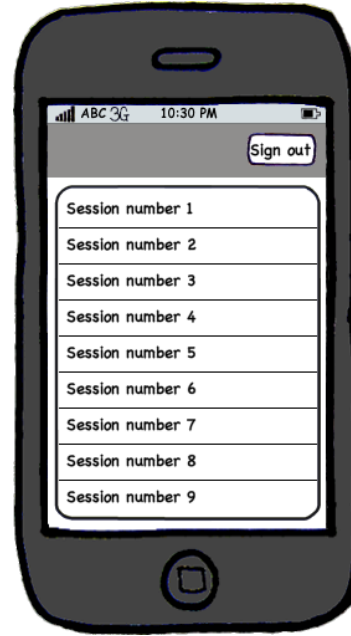 ABC 3G 10:30 PM
Sign out
Session number 1
Session number 2
Session number 3
Session number 4
Session number 5
Session number 6
Session number 7
Session number 8
Session number 9